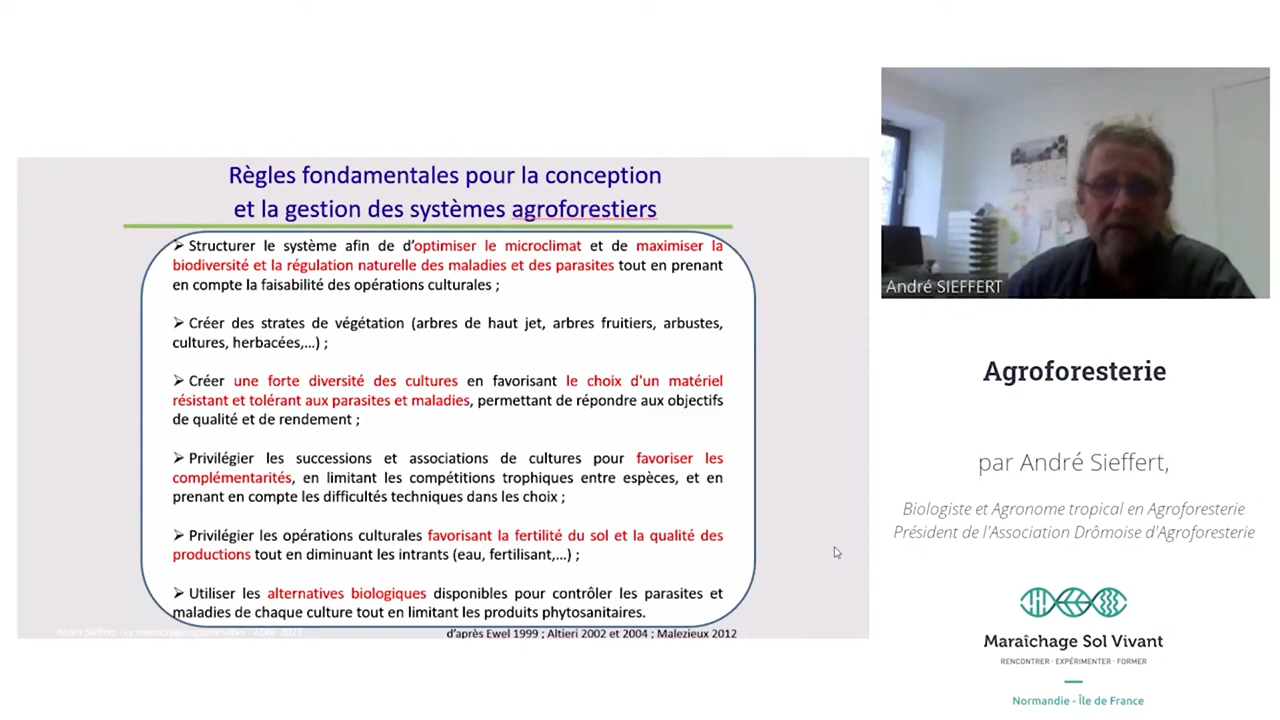 Règles fondamentales pour la conception
et la gestion des systèmes agroforestiers
➢ Structurer le système afin de d'optimiser le microclimat et de maximiser la
biodiversité et la régulation naturelle des maladies et des parasites tout en prenant
en compte la faisabilité des opérations culturales ;
➢ Créer des strates de végétation (arbres de haut jet, arbres fruitiers, arbustes,
cultures, herbacées,...) ;
➢ Créer une forte diversité des cultures en favorisant le choix d'un matériel
résistant et tolérant aux parasites et maladies, permettant de répondre aux objectifs
de qualité et de rendement ;
➢ Privilégier les successions et associations de cultures pour favoriser les
complémentarités, en limitant les compétitions trophiques entre espèces, et en
prenant en compte les difficultés techniques dans les choix ;
➢ Privilégier les opérations culturales favorisant la fertilité du sol et la qualité des
productions tout en diminuant les intrants (eau, fertilisant,...) ;
➢ Utiliser les alternatives biologiques disponibles pour contrôler les parasites et
maladies de chaque culture tout en limitant les produits phytosanitaires.
d'après Ewel 1999 ; Altieri 2002 et 2004 ; Malezieux 2012
André SIEFFERT
Agroforesterie
par André Sieffert,
Biologiste et Agronome tropical en Agroforesterie
Président de l'Association Drômoise d'Agroforesterie
Maraîchage Sol Vivant
RENCONTRER · EXPÉRIMENTER · FORMER
Normandie - Île de France